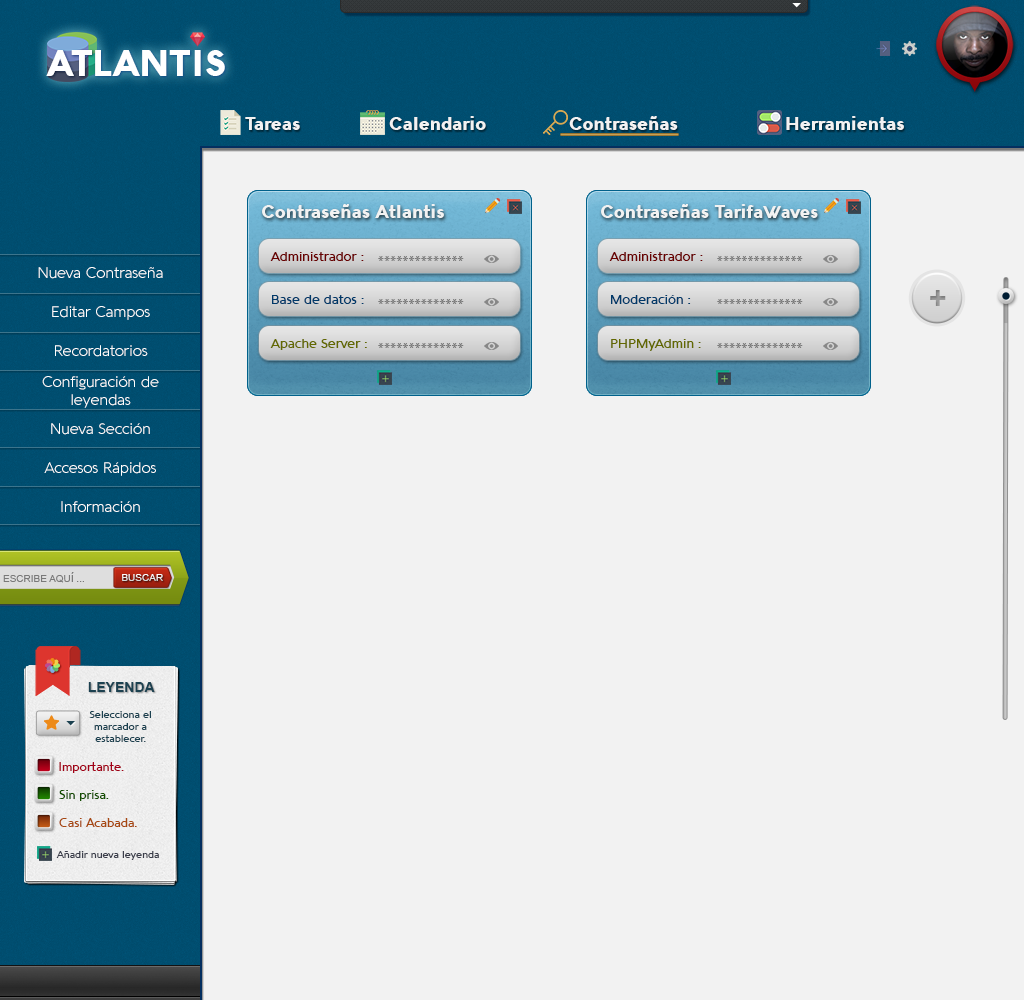 ATLANTIS
Tareas
Calendario
Contraseñas
Herramientas
Contraseñas Atlantis
Administrador : **************
Base de datos : **************
Apache Server : **************
Contraseñas TarifaWaves
Administrador : **************
Moderación : **************
PHPMyAdmin : **************
Nueva Contraseña
Editar Campos
Recordatorios
Configuración de
leyendas
Nueva Sección
Accesos Rápidos
Información
ESCRIBE AQUÍ ...
BUSCAR
LEYENDA
Selecciona el
marcador a
establecer.
Importante.
Sin prisa.
Casi Acabada.
Añadir nueva leyenda